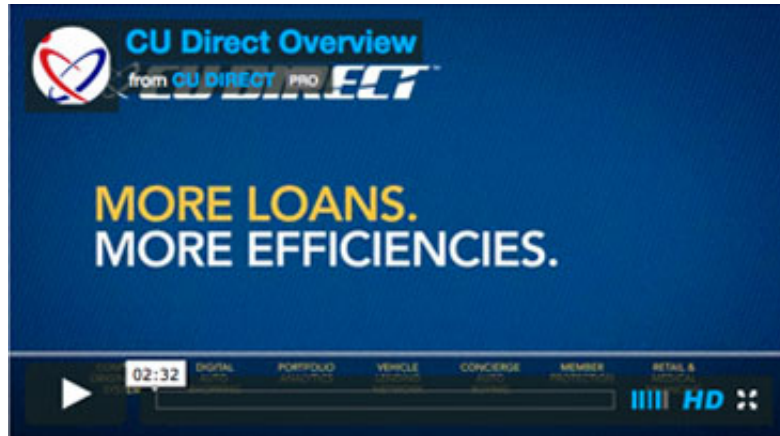 CU Direct Overview
from CU DIRECT PRO
CU DIRECT
MORE LOANS.
MORE EFFICIENCIES.
DIGITAL PORTFOLIO VEHICLE CONCIERGE MEMBER RETAIL &
AUTO ANALYTICS LENDING AUTO PROTECTION MEDICAL
02:32
HD